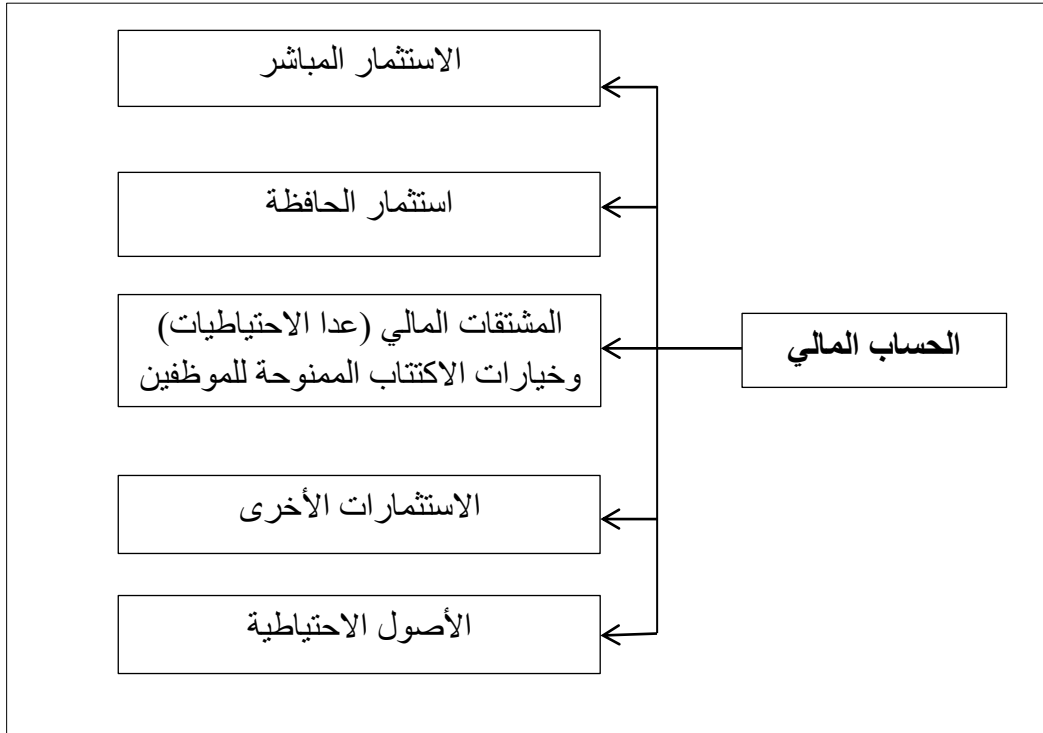 الاستثمار المباشر
استثمار الحافظة
المشتقات المالي (عدا الاحتياطيات)
وخيارات الاكتتاب الممنوحة للموظفين
الحساب المالي
الاستثمارات الأخرى
الأصول الاحتياطية